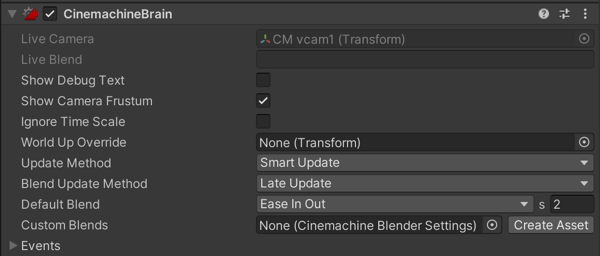 CinemachineBrain
Live Camera CM vcam1 (Transform)
Live Blend
Show Debug Text
Show Camera Frustum
Ignore Time Scale
World Up Override None (Transform)
Update Method Smart Update
Blend Update Method Late Update
Default Blend Ease In Out s 2
Custom Blends None (Cinemachine Blender Settings) Create Asset
Events